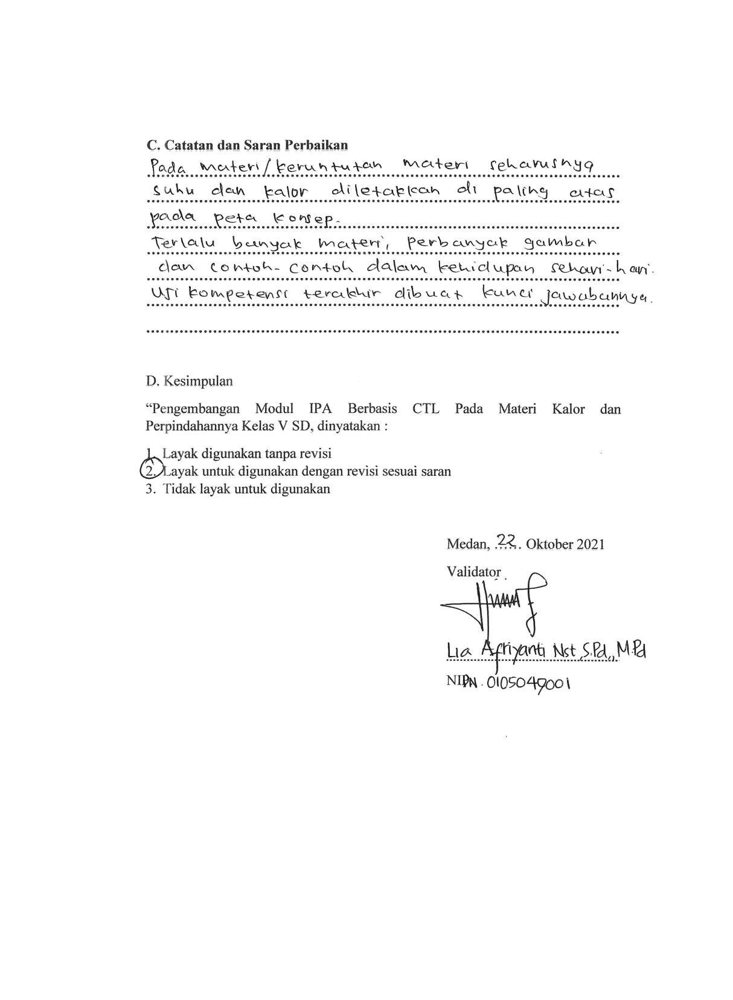 C. Catatan dan Saran Perbaikan
Pada materi/keruntutan materi seharusnya
suhu dan kalor diletakkan di paling atas
pada peta konsep.
Terlalu banyak materi, perbanyak gambar
dan contoh-contoh dalam kehidupan sehari-hari.
Uji kompetensi terakhir dibuat kunci jawabannya.
D. Kesimpulan
“Pengembangan Modul IPA Berbasis CTL Pada Materi Kalor dan
Perpindahannya Kelas V SD, dinyatakan :
1. Layak digunakan tanpa revisi
2. Layak untuk digunakan dengan revisi sesuai saran
3. Tidak layak untuk digunakan
Medan, 22. Oktober 2021
Validator
Lia Afriyanti Nst, S.Pd., M.Pd
NIDN. 0105049001